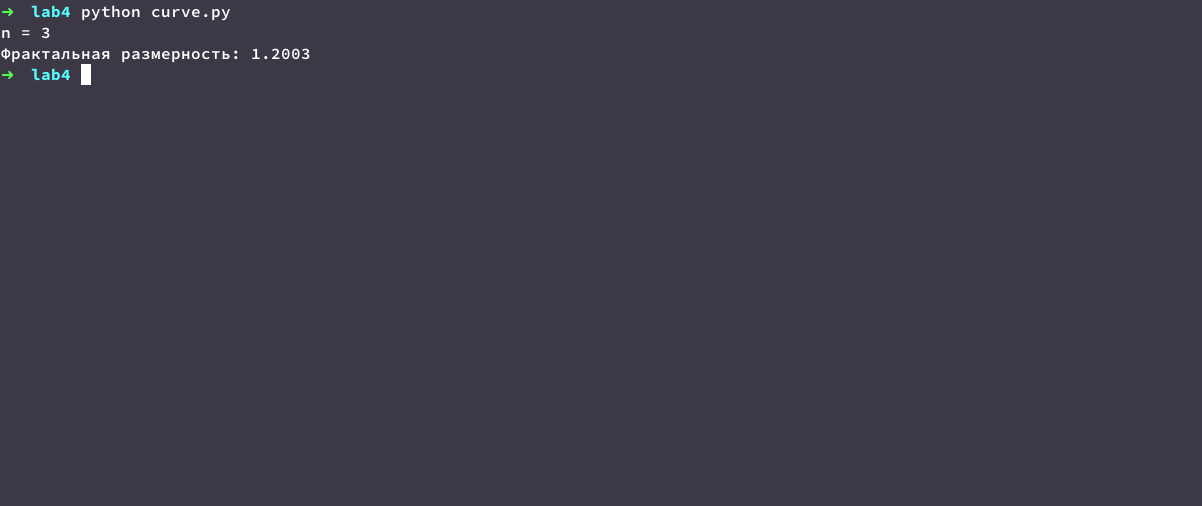 ➜ lab4 python curve.py
n = 3
Фрактальная размерность: 1.2003
➜ lab4